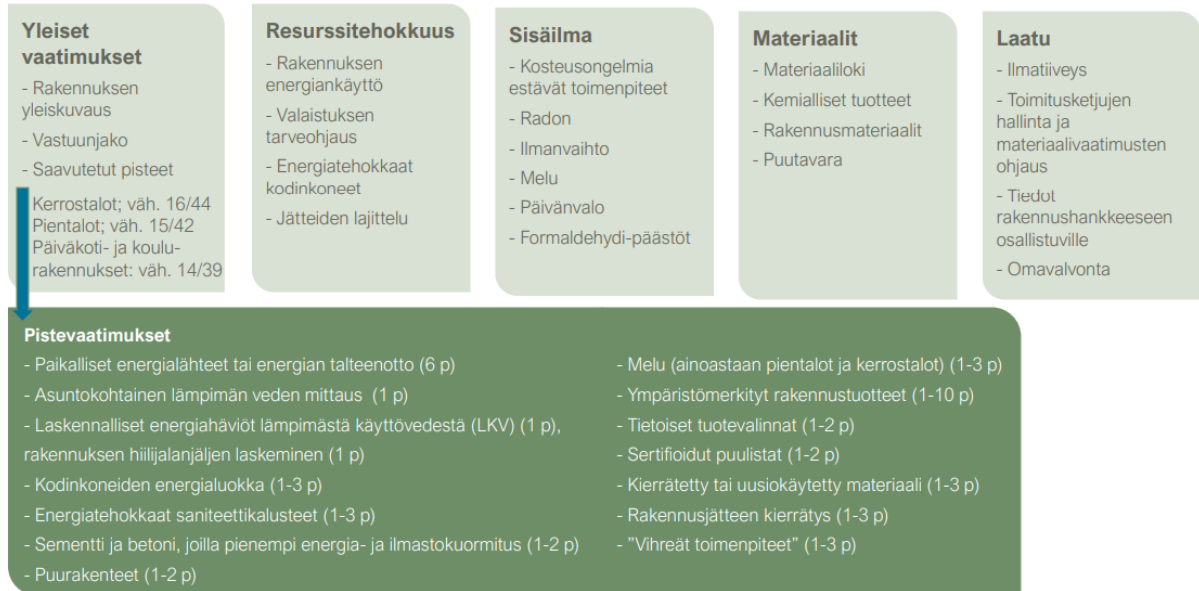 Yleiset
vaatimukset
- Rakennuksen
yleiskuvaus
- Vastuunjako
- Saavutetut pisteet
Kerrostalot; väh. 16/44
Pientalot; väh. 15/42
Päiväkoti- ja koulu-
rakennukset: väh. 14/39
Resurssitehokkuus
- Rakennuksen
energiankäyttö
- Valaistuksen
tarveohjaus
- Energiatehokkaat
kodinkoneet
- Jätteiden lajittelu
Sisäilma
- Kosteusongelmia
estävät toimenpiteet
- Radon
- Ilmanvaihto
- Melu
- Päivänvalo
- Formaldehydi-päästöt
Materiaalit
- Materiaaliloki
- Kemialliset tuotteet
- Rakennusmateriaalit
- Puutavara
Laatu
- Ilmatiiveys
- Toimitusketjujen
hallinta ja
materiaalivaatimusten
ohjaus
- Tiedot
rakennushankkeeseen
osallistuville
- Omavalvonta
Pistevaatimukset
- Paikalliset energialähteet tai energian talteenotto (6 p)
- Asuntokohtainen lämpimän veden mittaus (1 p)
- Laskennalliset energiahäviöt lämpimästä käyttövedestä (LKV) (1 p),
rakennuksen hiilijalanjäljen laskeminen (1 p)
- Kodinkoneiden energialuokka (1-3 p)
- Energiatehokkaat saniteettikalusteet (1-3 p)
- Sementti ja betoni, joilla pienempi energia- ja ilmastokuormitus (1-2 p)
- Puurakenteet (1-2 p)
- Melu (ainoastaan pientalot ja kerrostalot) (1-3 p)
- Ympäristömerkityt rakennustuotteet (1-10 p)
- Tietoiset tuotevalinnat (1-2 p)
- Sertifioidut puulistat (1-2 p)
- Kierrätetty tai uusiokäytetty materiaali (1-3 p)
- Rakennusjätteen kierrätys (1-3 p)
- "Vihreät toimenpiteet" (1-3 p)